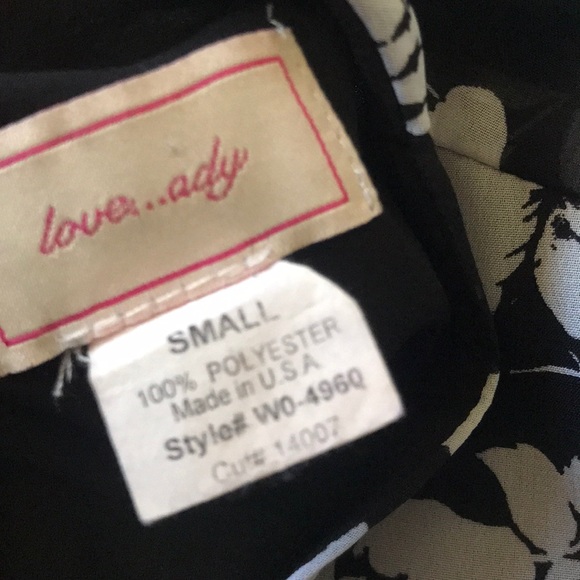 love...ady
SMALL
100% POLYESTER
Made in U.S.A
Style# W0-4960
Cut# 14007